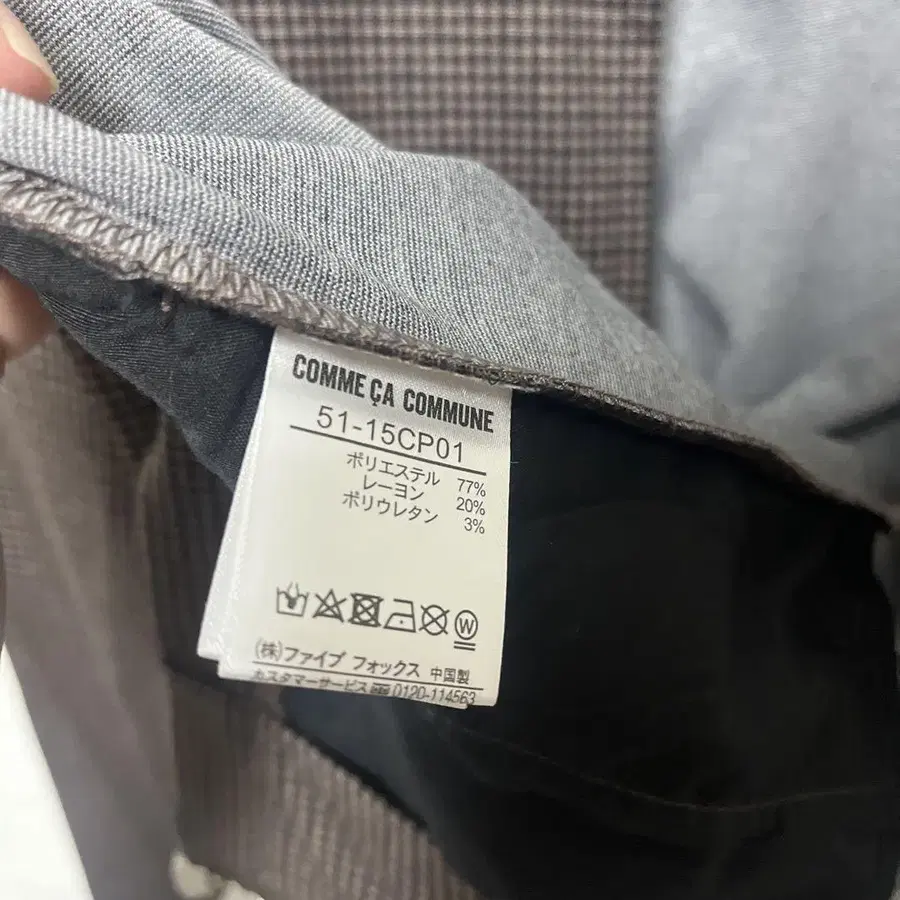 COMME ÇA COMMUNE
51-15CP01
ポリエステル 77%
レーヨン 20%
ポリウレタン 3%
W
(株)ファイブ フォックス 中国製
カスタマーサービス 0120-114563